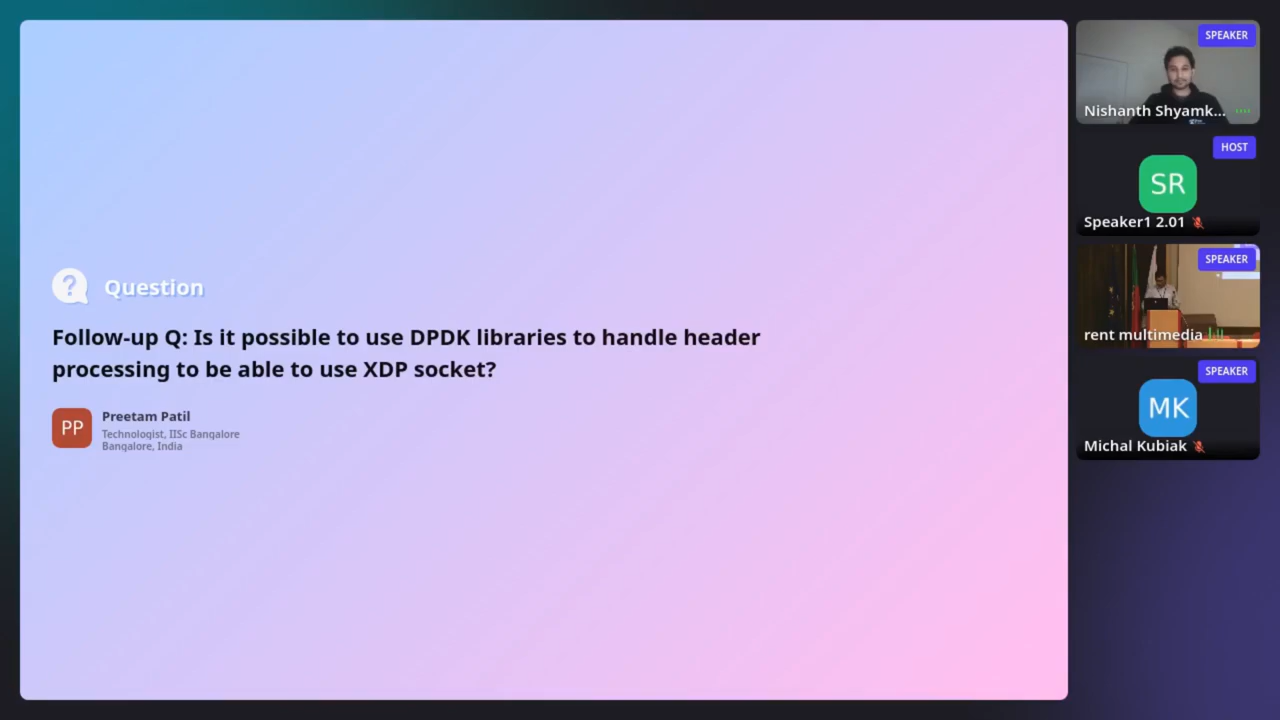 Question
Follow-up Q: Is it possible to use DPDK libraries to handle header
processing to be able to use XDP socket?
PP
Preetam Patil
Technologist, IISc Bangalore
Bangalore, India
SPEAKER
Nishanth Shyamk...
HOST
SR
Speaker1 2.01
SPEAKER
rent multimedia
SPEAKER
MK
Michal Kubiak